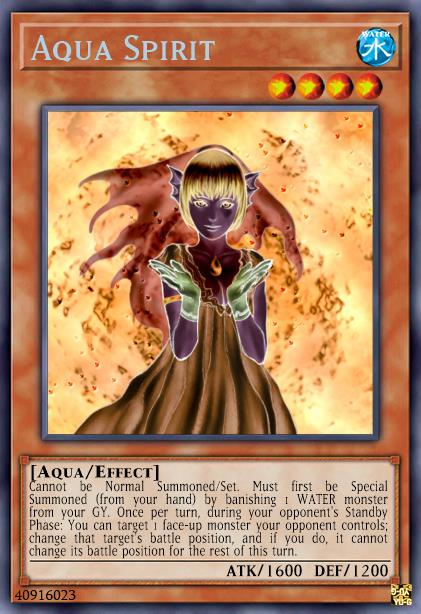 Aqua Spirit
WATER
水
[Aqua/Effect]
Cannot be Normal Summoned/Set. Must first be Special
Summoned (from your hand) by banishing 1 WATER monster
from your GY. Once per turn, during your opponent's Standby
Phase: You can target 1 face-up monster your opponent controls;
change that target's battle position, and if you do, it cannot
change its battle position for the rest of this turn.
ATK/1600 DEF/1200
40916023